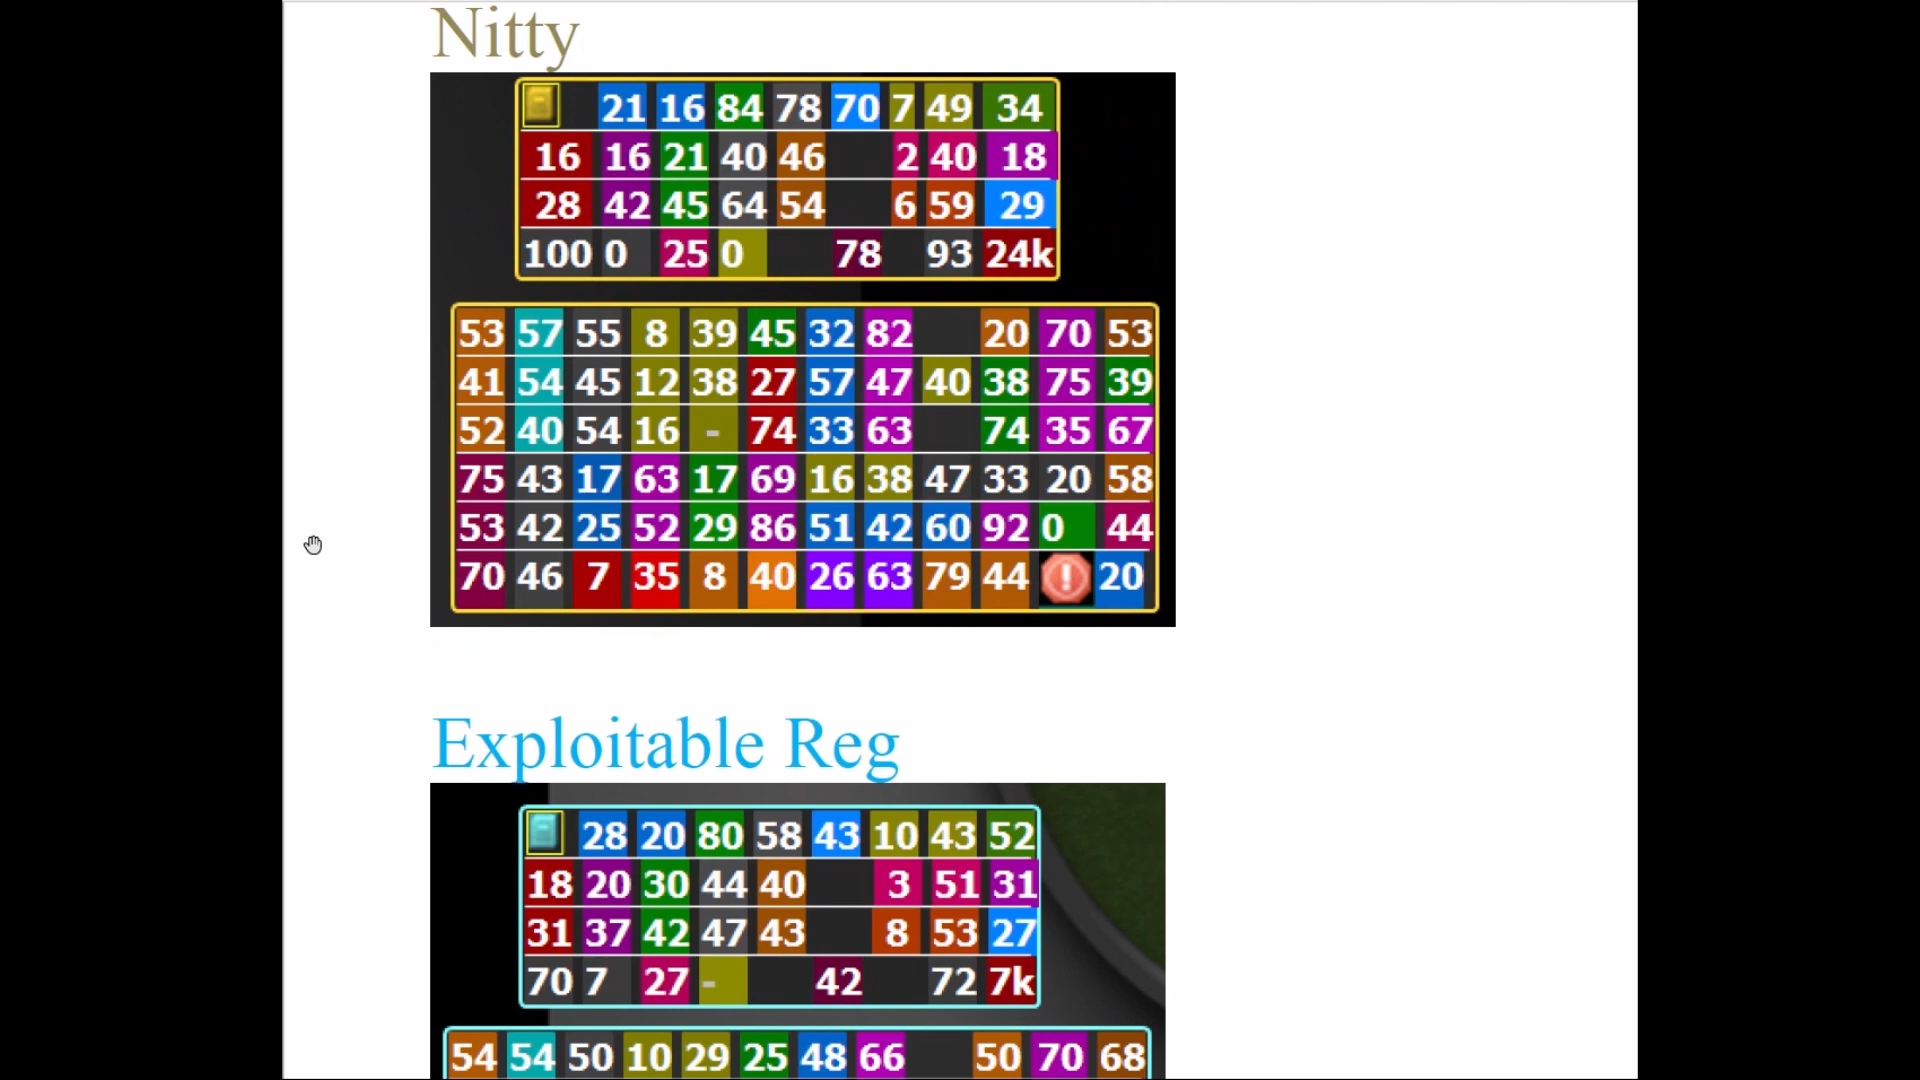 Nitty
21 16 84 78 70 7 49 34
16 16 21 40 46 2 40 18
28 42 45 64 54 6 59 29
100 0 25 0 78 93 24k
53 57 55 8 39 45 32 82 20 70 53
41 54 45 12 38 27 57 47 40 38 75 39
52 40 54 16 - 74 33 63 74 35 67
75 43 17 63 17 69 16 38 47 33 20 58
53 42 25 52 29 86 51 42 60 92 0 44
70 46 7 35 8 40 26 63 79 44 ! 20
Exploitable Reg
28 20 80 58 43 10 43 52
18 20 30 44 40 3 51 31
31 37 42 47 43 8 53 27
70 7 27 - 42 72 7k
54 54 50 10 29 25 48 66 50 70 68